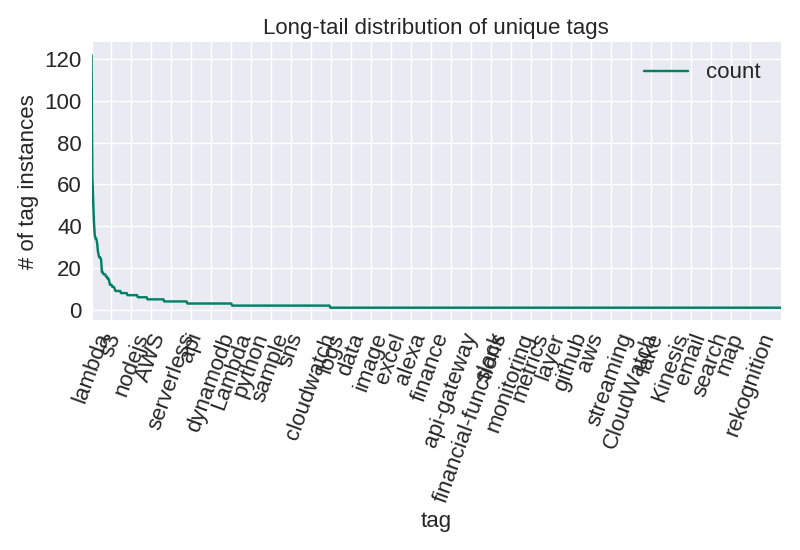 Long-tail distribution of unique tags
count
# of tag instances
120
100
80
60
40
20
0
lambda
s3
nodejs
AWS
serverless
api
dynamodb
Lambda
python
sample
sns
cloudwatch
logs
data
image
excel
alexa
finance
api-gateway
financial-functions
slack
monitoring
metrics
layer
github
aws
streaming
CloudWatch
lake
Kinesis
email
search
map
rekognition
tag